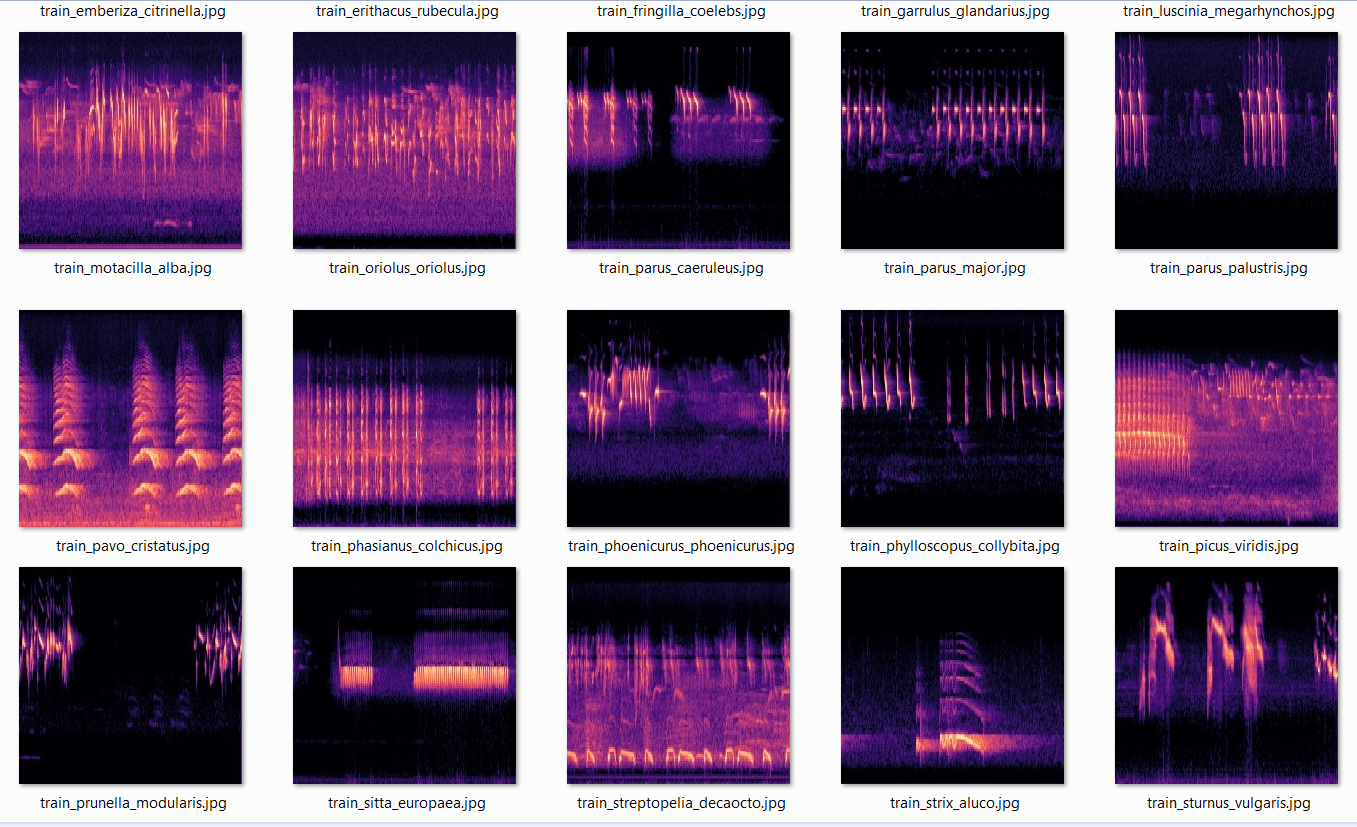 train_emberiza_citrinella.jpg train_erithacus_rubecula.jpg train_fringilla_coelebs.jpg train_garrulus_glandarius.jpg train_luscinia_megarhynchos.jpg
train_motacilla_alba.jpg train_oriolus_oriolus.jpg train_parus_caeruleus.jpg train_parus_major.jpg train_parus_palustris.jpg
train_pavo_cristatus.jpg train_phasianus_colchicus.jpg train_phoenicurus_phoenicurus.jpg train_phylloscopus_collybita.jpg train_picus_viridis.jpg
train_prunella_modularis.jpg train_sitta_europaea.jpg train_streptopelia_decaocto.jpg train_strix_aluco.jpg train_sturnus_vulgaris.jpg